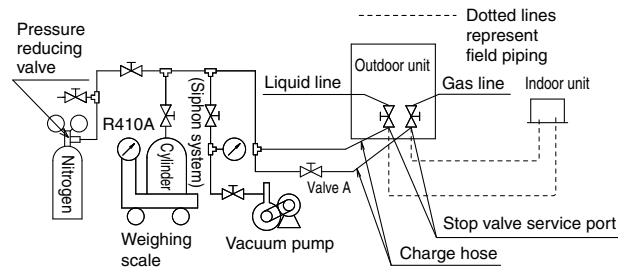 Pressure
reducing
valve
Dotted lines
represent
field piping
Outdoor unit
Liquid line
Gas line
Indoor unit
R410A
(Siphon system)
Cylinder
Nitrogen
Valve A
Weighing
scale
Vacuum pump
Stop valve service port
Charge hose